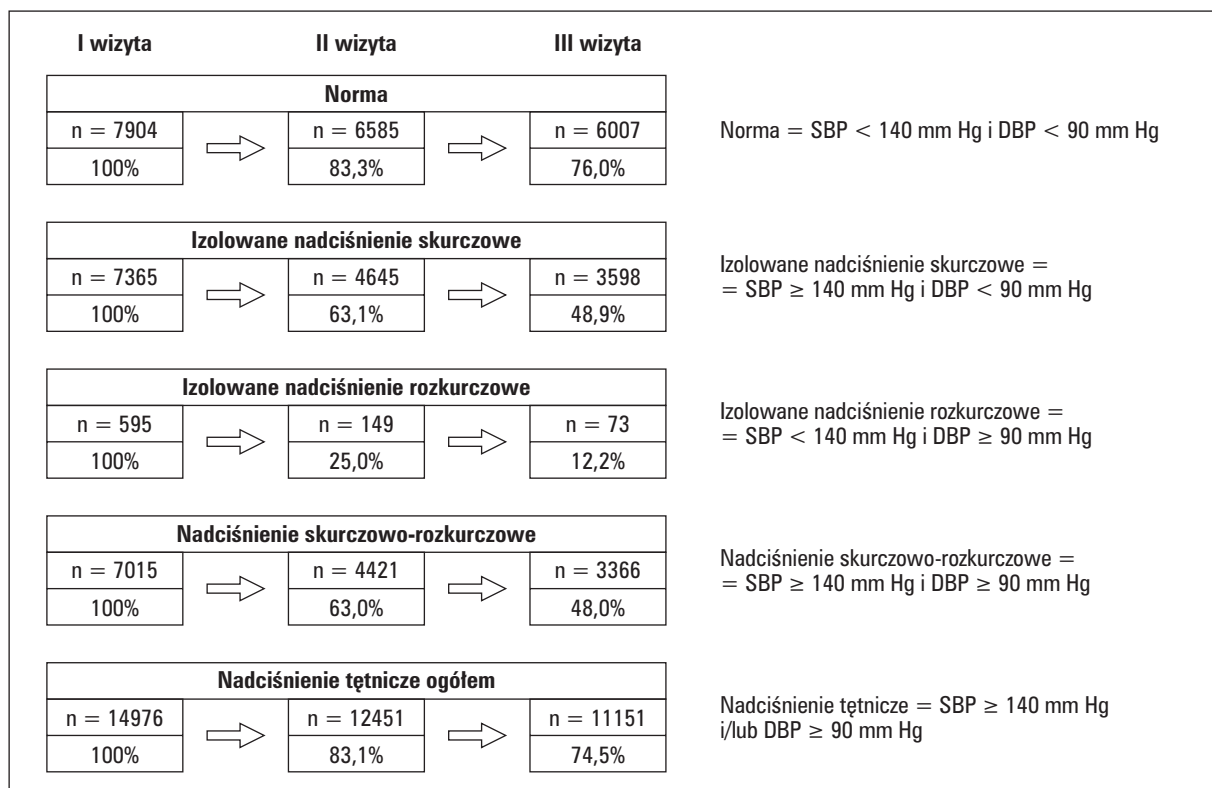 I wizyta II wizyta III wizyta
Norma
n = 7904 n = 6585 n = 6007
100% 83,3% 76,0%
Norma = SBP < 140 mm Hg i DBP < 90 mm Hg
Izolowane nadciśnienie skurczowe
n = 7365 n = 4645 n = 3598
100% 63,1% 48,9%
Izolowane nadciśnienie skurczowe =
= SBP ≥ 140 mm Hg i DBP < 90 mm Hg
Izolowane nadciśnienie rozkurczowe
n = 595 n = 149 n = 73
100% 25,0% 12,2%
Izolowane nadciśnienie rozkurczowe =
= SBP < 140 mm Hg i DBP ≥ 90 mm Hg
Nadciśnienie skurczowo-rozkurczowe
n = 7015 n = 4421 n = 3366
100% 63,0% 48,0%
Nadciśnienie skurczowo-rozkurczowe =
= SBP ≥ 140 mm Hg i DBP ≥ 90 mm Hg
Nadciśnienie tętnicze ogółem
n = 14976 n = 12451 n = 11151
100% 83,1% 74,5%
Nadciśnienie tętnicze = SBP ≥ 140 mm Hg
i/lub DBP ≥ 90 mm Hg